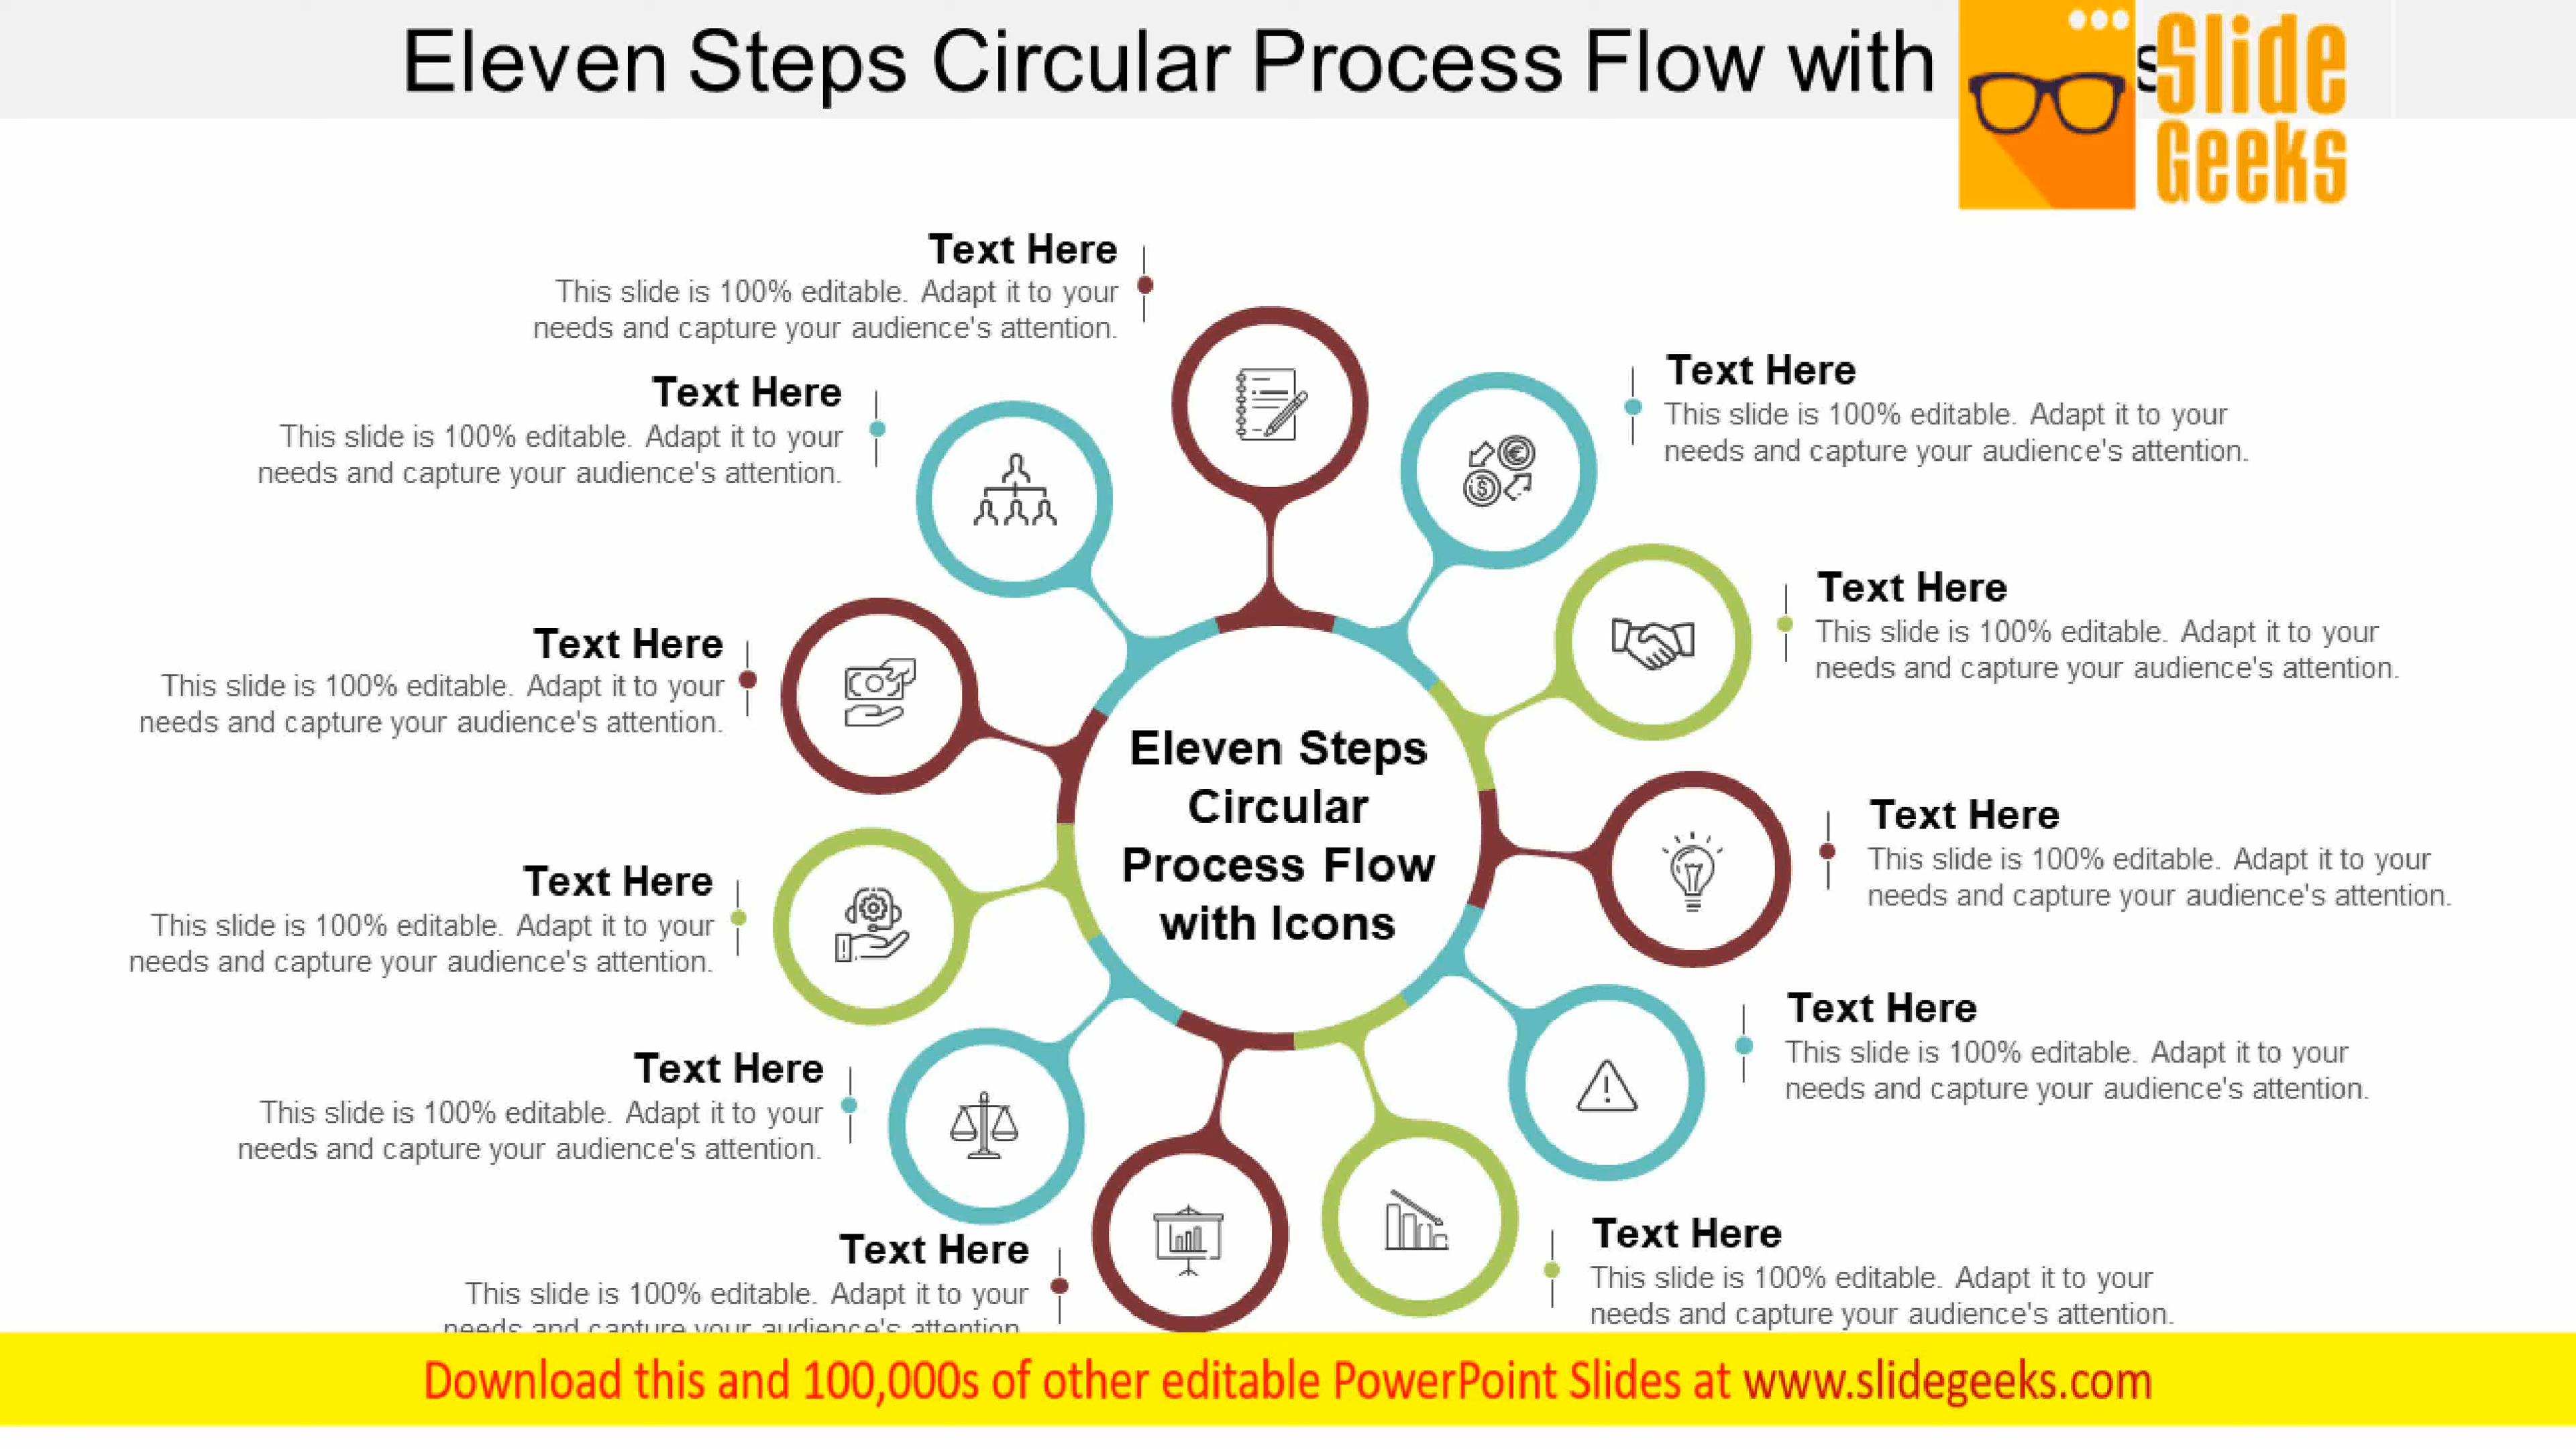 Eleven Steps Circular Process Flow with
Slide
Geeks
Text Here
This slide is 100% editable. Adapt it to your
needs and capture your audience's attention.
Text Here
This slide is 100% editable. Adapt it to your
needs and capture your audience's attention.
Text Here
This slide is 100% editable. Adapt it to your
needs and capture your audience's attention.
Text Here
This slide is 100% editable. Adapt it to your
needs and capture your audience's attention.
Text Here
This slide is 100% editable. Adapt it to your
needs and capture your audience's attention.
Text Here
This slide is 100% editable. Adapt it to your
needs and capture your audience's attention.
Eleven Steps
Circular
Process Flow
with Icons
Text Here
This slide is 100% editable. Adapt it to your
needs and capture your audience's attention.
Text Here
This slide is 100% editable. Adapt it to your
needs and capture your audience's attention.
Text Here
This slide is 100% editable. Adapt it to your
needs and capture your audience's attention.
Text Here
This slide is 100% editable. Adapt it to your
needs and capture your audience's attention.
Text Here
This slide is 100% editable. Adapt it to your
needs and capture your audience's attention.
Download this and 100,000s of other editable PowerPoint Slides at www.slidegeeks.com